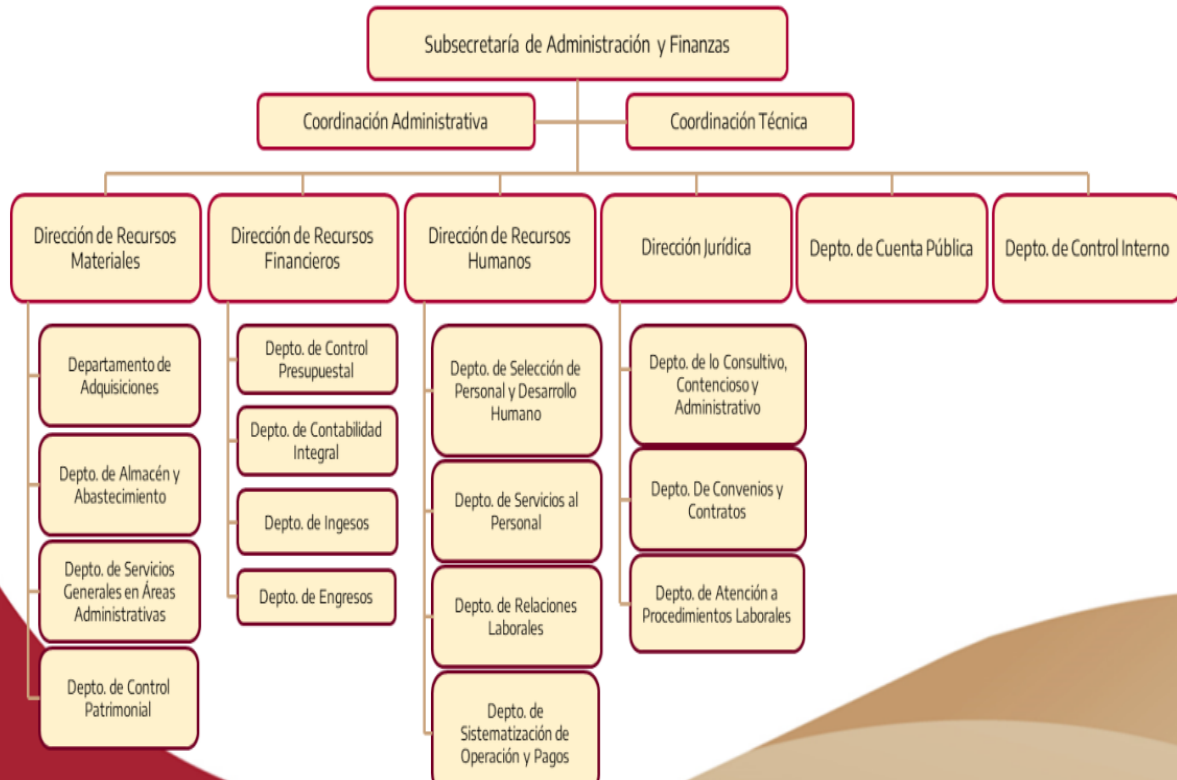 Subsecretaría de Administración y Finanzas
Coordinación Administrativa
Coordinación Técnica
Dirección de Recursos
Materiales
Dirección de Recursos
Financieros
Dirección de Recursos
Humanos
Dirección Jurídica
Depto. de Cuenta Pública
Depto. de Control Interno
Departamento de
Adquisiciones
Depto. de Almacén y
Abastecimiento
Depto. de Servicios
Generales en Áreas
Administrativas
Depto. de Control
Patrimonial
Depto. de Control
Presupuestal
Depto. de Contabilidad
Integral
Depto. de Ingesos
Depto. de Engresos
Depto. de Selección de
Personal y Desarrollo
Humano
Depto. de Servicios al
Personal
Depto. de Relaciones
Laborales
Depto. de
Sistematización de
Operación y Pagos
Depto. de lo Consultivo,
Contencioso y
Administrativo
Depto. De Convenios y
Contratos
Depto. de Atención a
Procedimientos Laborales